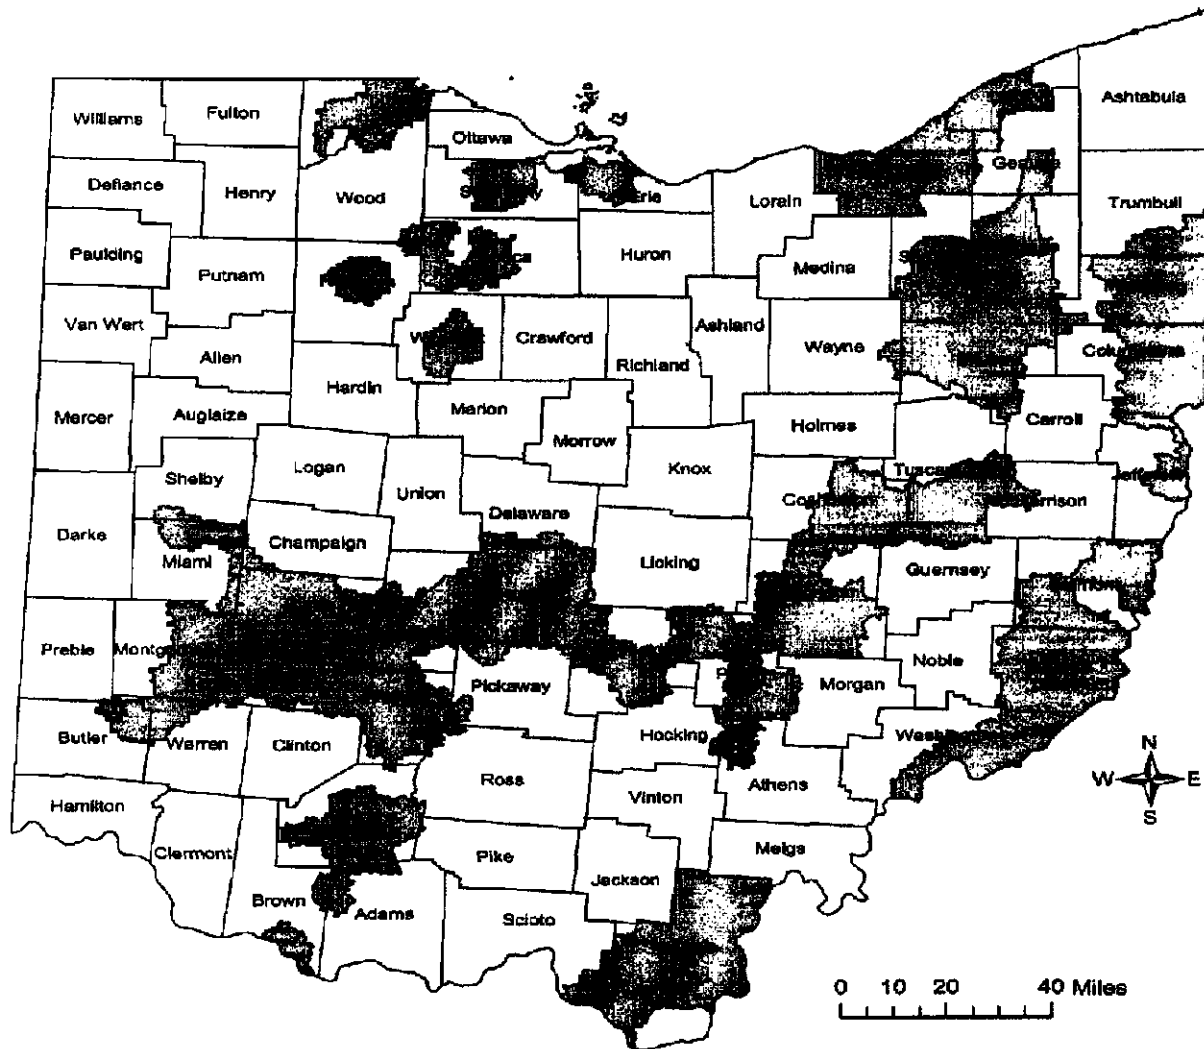 Williams
Fulton
Ottawa
Ashtabula
Defiance
Henry
Wood
Erie
Lorain
Trumbull
Paulding
Putnam
Huron
Medina
Van Wert
Allen
Crawford
Ashland
Wayne
Hardin
Richland
Mercer
Auglaize
Marion
Morrow
Holmes
Carroll
Shelby
Logan
Union
Knox
Darke
Champaign
Delaware
Licking
Guernsey
Miami
Preble
Pickaway
Noble
Morgan
Butler
Warren
Clinton
Hocking
Ross
Athens
Hamilton
Vinton
Clermont
Pike
Meigs
Jackson
Brown
Adams
Scioto
N
W E
S
0 10 20 40 Miles